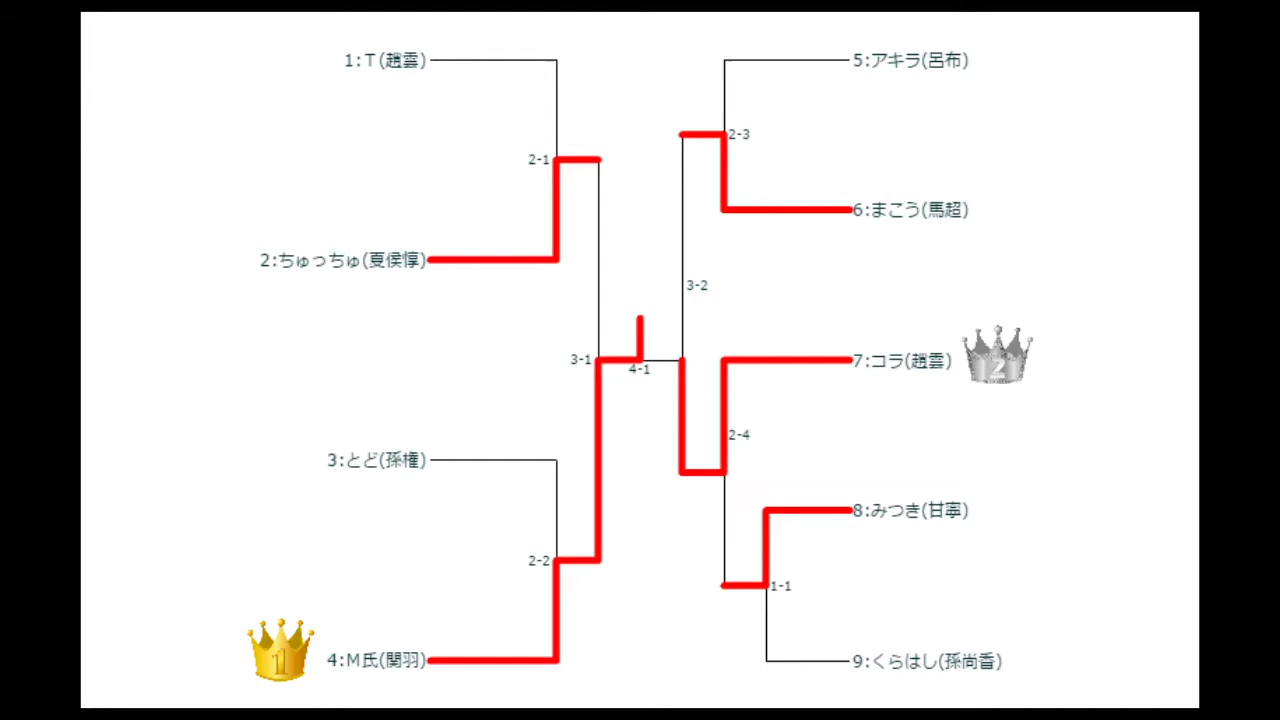 1:T(趙雲)
2-1
2:ちゅっちゅ(夏侯惇)
3-1
3:とど(孫権)
2-2
1
4:M氏(関羽)
4-1
5:アキラ(呂布)
2-3
6:まこう(馬超)
3-2
7:コラ(趙雲)
2
2-4
8:みつき(甘寧)
1-1
9:くらはし(孫尚香)